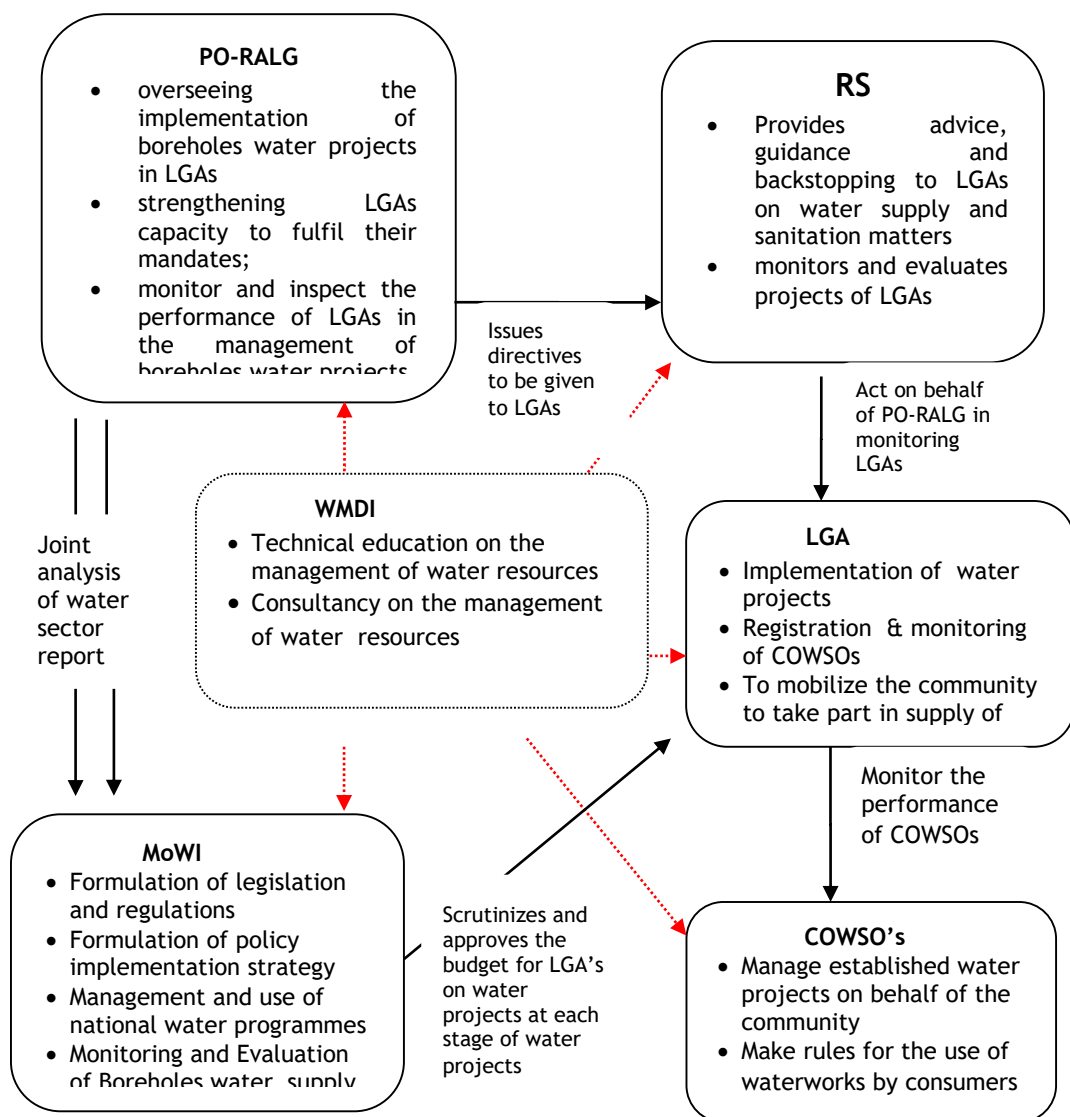 PO-RALG
• overseeing the
implementation of
boreholes water projects
in LGAs
• strengthening LGAs
capacity to fulfil their
mandates;
• monitor and inspect the
performance of LGAs in
the management of
boreholes water projects
RS
• Provides advice,
guidance and
backstopping to LGAs
on water supply and
sanitation matters
• monitors and evaluates
projects of LGAs
Issues
directives
to be given
to LGAs
Act on behalf
of PO-RALG in
monitoring
LGAs
WMDI
• Technical education on the
management of water resources
• Consultancy on the management
of water resources
Joint
analysis
of water
sector
report
LGA
• Implementation of water
projects
• Registration & monitoring
of COWSOs
• To mobilize the community
to take part in supply of
Monitor the
performance
of COWSOs
MoWI
• Formulation of legislation
and regulations
• Formulation of policy
implementation strategy
• Management and use of
national water programmes
• Monitoring and Evaluation
of Boreholes water supply
Scrutinizes and
approves the
budget for LGA’s
on water
projects at each
stage of water
projects
COWSO’s
• Manage established water
projects on behalf of the
community
• Make rules for the use of
waterworks by consumers